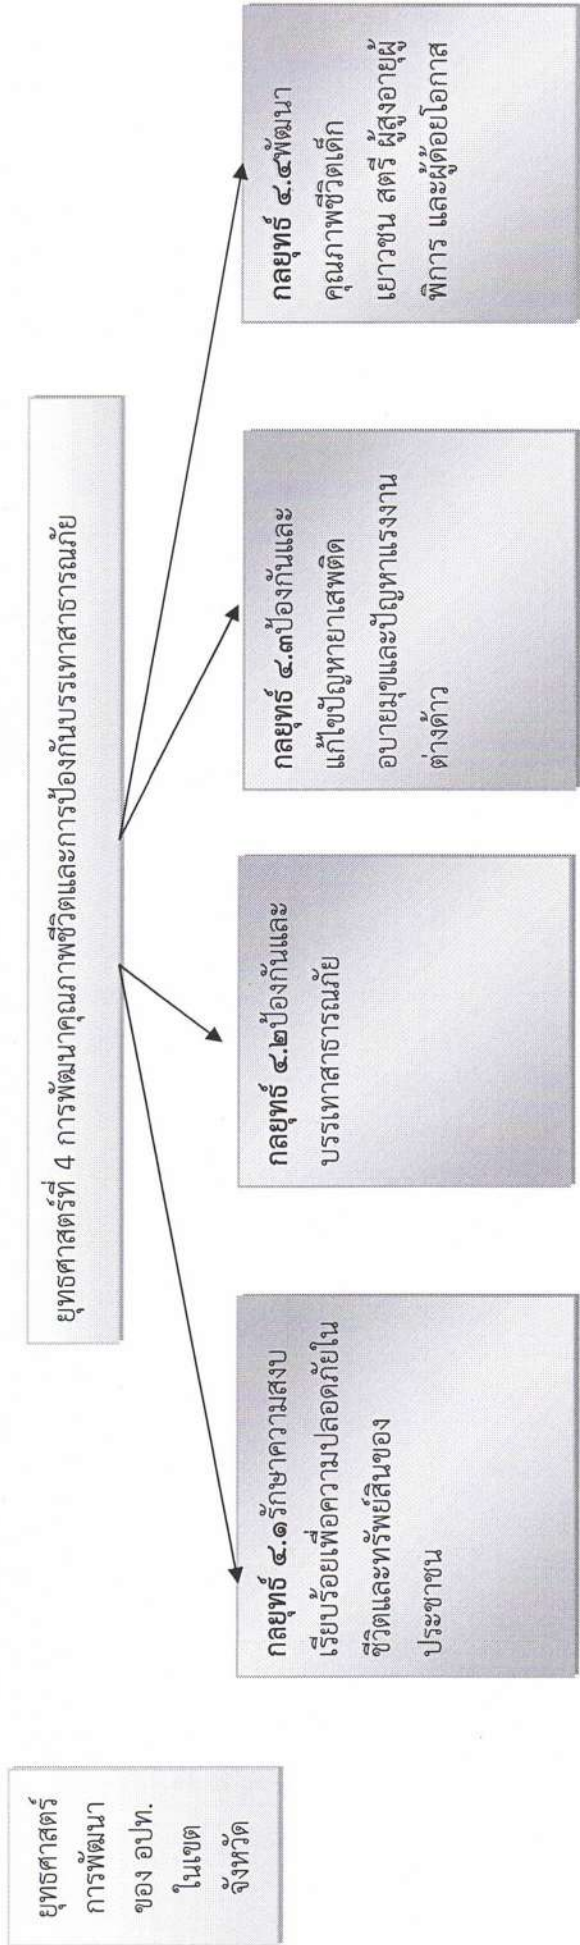 ยุทธศาสตร์
การพัฒนา
ของ อปท.
ในเขต
จังหวัด
ยุทธศาสตร์ที่ 4 การพัฒนาคุณภาพชีวิตและการป้องกันบรรเทาสาธารณภัย
กลยุทธ์ ๔.๑รักษาความสงบ
เรียบร้อยเพื่อความปลอดภัยใน
ชีวิตและทรัพย์สินของ
ประชาชน
กลยุทธ์ ๔.๒ป้องกันและ
บรรเทาสาธารณภัย
กลยุทธ์ ๔.๓ป้องกันและ
แก้ไขปัญหายาเสพติด
อบายมุขและปัญหาแรงงาน
ต่างด้าว
กลยุทธ์ ๔.๔พัฒนา
คุณภาพชีวิตเด็ก
เยาวชน สตรี ผู้สูงอายุผู้
พิการ และผู้ด้อยโอกาส